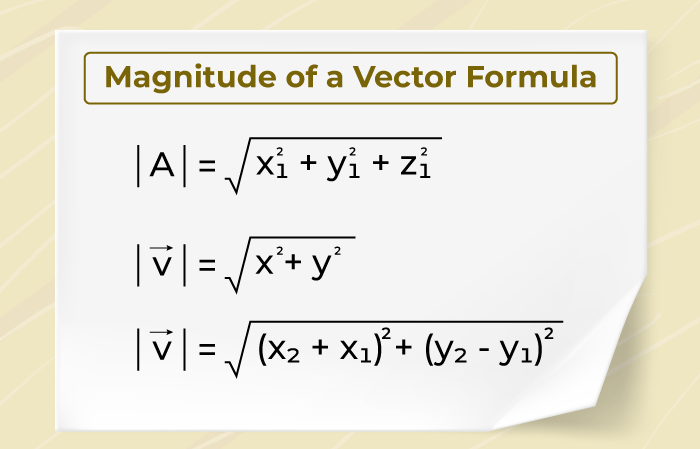 Magnitude of a Vector Formula
|A| = √(x₁² + y₁² + z₁²)
|v⃗| = √(x² + y²)
|v⃗| = √((x₂ + x₁)² + (y₂ - y₁)²)